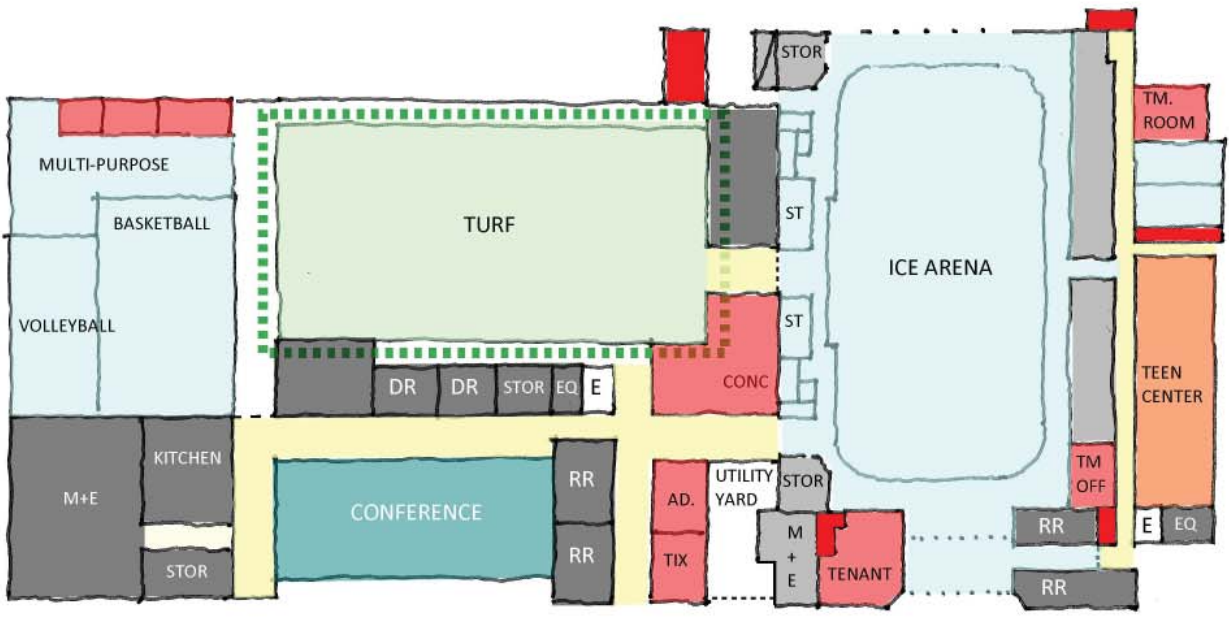 STOR
TM.
ROOM
MULTI-PURPOSE
BASKETBALL
TURF
ST
ICE ARENA
VOLLEYBALL
ST
CONC
TEEN
CENTER
DR
DR
STOR
EQ
E
KITCHEN
M+E
CONFERENCE
RR
RR
AD.
TIX
UTILITY
YARD
STOR
TM
OFF
STOR
M
+
E
TENANT
RR
E
EQ
RR